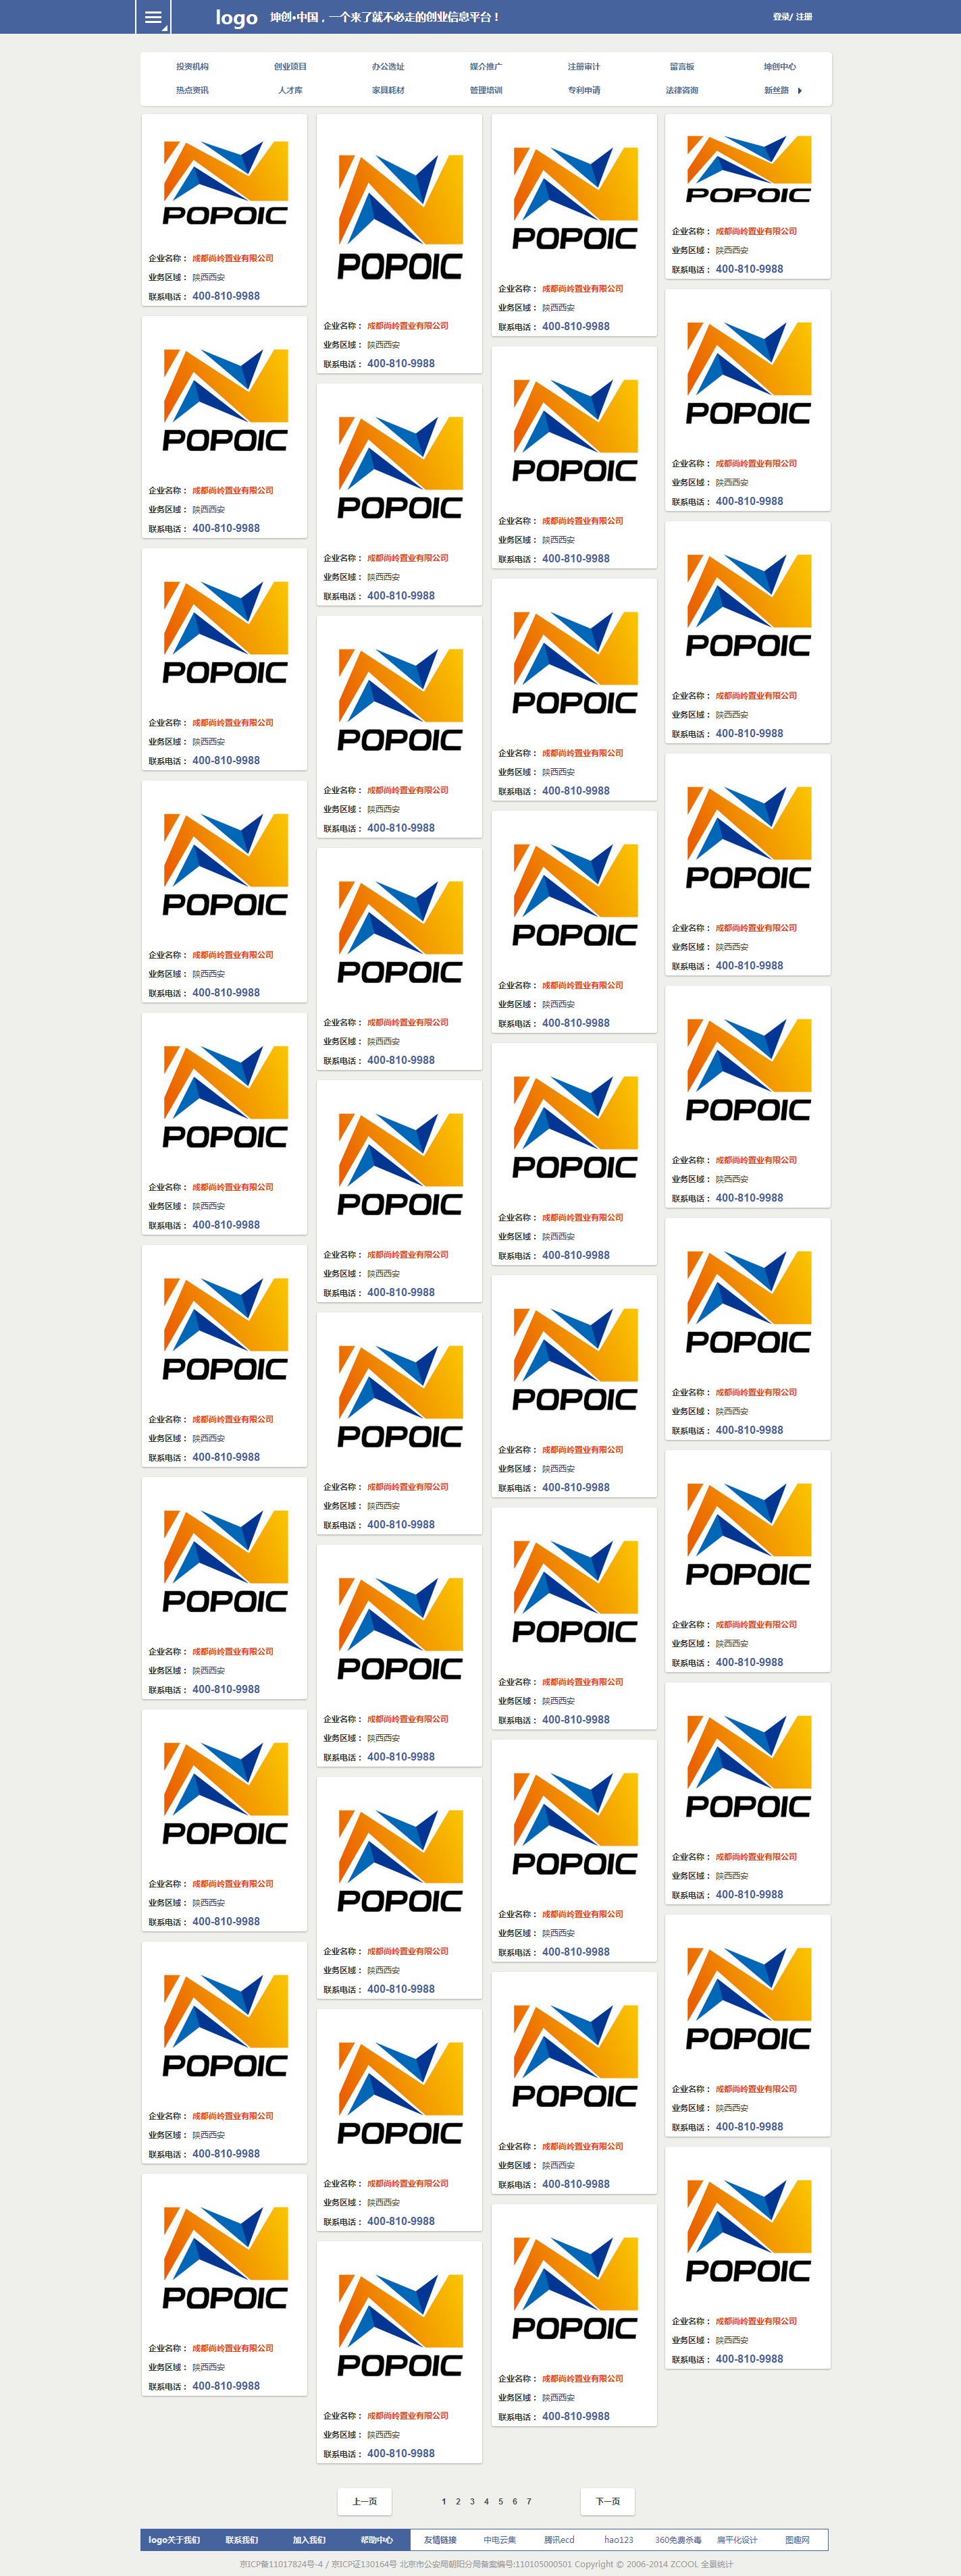 logo 坤创•中国，一个来了就不必走的创业信息平台！ 登录/ 注册
投资机构 创业项目 办公选址 媒介推广 注册审计 留言板 坤创中心
热点资讯 人才库 家具耗材 管理培训 专利申请 法律咨询 新丝路
POPOIC
企业名称： 成都尚岭置业有限公司
业务区域： 陕西西安
联系电话： 400-810-9988
POPOIC
企业名称： 成都尚岭置业有限公司
业务区域： 陕西西安
联系电话： 400-810-9988
POPOIC
企业名称： 成都尚岭置业有限公司
业务区域： 陕西西安
联系电话： 400-810-9988
POPOIC
企业名称： 成都尚岭置业有限公司
业务区域： 陕西西安
联系电话： 400-810-9988
POPOIC
企业名称： 成都尚岭置业有限公司
业务区域： 陕西西安
联系电话： 400-810-9988
POPOIC
企业名称： 成都尚岭置业有限公司
业务区域： 陕西西安
联系电话： 400-810-9988
POPOIC
企业名称： 成都尚岭置业有限公司
业务区域： 陕西西安
联系电话： 400-810-9988
POPOIC
企业名称： 成都尚岭置业有限公司
业务区域： 陕西西安
联系电话： 400-810-9988
POPOIC
企业名称： 成都尚岭置业有限公司
业务区域： 陕西西安
联系电话： 400-810-9988
POPOIC
企业名称： 成都尚岭置业有限公司
业务区域： 陕西西安
联系电话： 400-810-9988
POPOIC
企业名称： 成都尚岭置业有限公司
业务区域： 陕西西安
联系电话： 400-810-9988
POPOIC
企业名称： 成都尚岭置业有限公司
业务区域： 陕西西安
联系电话： 400-810-9988
POPOIC
企业名称： 成都尚岭置业有限公司
业务区域： 陕西西安
联系电话： 400-810-9988
POPOIC
企业名称： 成都尚岭置业有限公司
业务区域： 陕西西安
联系电话： 400-810-9988
POPOIC
企业名称： 成都尚岭置业有限公司
业务区域： 陕西西安
联系电话： 400-810-9988
POPOIC
企业名称： 成都尚岭置业有限公司
业务区域： 陕西西安
联系电话： 400-810-9988
POPOIC
企业名称： 成都尚岭置业有限公司
业务区域： 陕西西安
联系电话： 400-810-9988
POPOIC
企业名称： 成都尚岭置业有限公司
业务区域： 陕西西安
联系电话： 400-810-9988
POPOIC
企业名称： 成都尚岭置业有限公司
业务区域： 陕西西安
联系电话： 400-810-9988
POPOIC
企业名称： 成都尚岭置业有限公司
业务区域： 陕西西安
联系电话： 400-810-9988
POPOIC
企业名称： 成都尚岭置业有限公司
业务区域： 陕西西安
联系电话： 400-810-9988
POPOIC
企业名称： 成都尚岭置业有限公司
业务区域： 陕西西安
联系电话： 400-810-9988
POPOIC
企业名称： 成都尚岭置业有限公司
业务区域： 陕西西安
联系电话： 400-810-9988
POPOIC
企业名称： 成都尚岭置业有限公司
业务区域： 陕西西安
联系电话： 400-810-9988
POPOIC
企业名称： 成都尚岭置业有限公司
业务区域： 陕西西安
联系电话： 400-810-9988
POPOIC
企业名称： 成都尚岭置业有限公司
业务区域： 陕西西安
联系电话： 400-810-9988
POPOIC
企业名称： 成都尚岭置业有限公司
业务区域： 陕西西安
联系电话： 400-810-9988
POPOIC
企业名称： 成都尚岭置业有限公司
业务区域： 陕西西安
联系电话： 400-810-9988
POPOIC
企业名称： 成都尚岭置业有限公司
业务区域： 陕西西安
联系电话： 400-810-9988
POPOIC
企业名称： 成都尚岭置业有限公司
业务区域： 陕西西安
联系电话： 400-810-9988
POPOIC
企业名称： 成都尚岭置业有限公司
业务区域： 陕西西安
联系电话： 400-810-9988
POPOIC
企业名称： 成都尚岭置业有限公司
业务区域： 陕西西安
联系电话： 400-810-9988
POPOIC
企业名称： 成都尚岭置业有限公司
业务区域： 陕西西安
联系电话： 400-810-9988
POPOIC
企业名称： 成都尚岭置业有限公司
业务区域： 陕西西安
联系电话： 400-810-9988
POPOIC
企业名称： 成都尚岭置业有限公司
业务区域： 陕西西安
联系电话： 400-810-9988
POPOIC
企业名称： 成都尚岭置业有限公司
业务区域： 陕西西安
联系电话： 400-810-9988
POPOIC
企业名称： 成都尚岭置业有限公司
业务区域： 陕西西安
联系电话： 400-810-9988
POPOIC
企业名称： 成都尚岭置业有限公司
业务区域： 陕西西安
联系电话： 400-810-9988
POPOIC
企业名称： 成都尚岭置业有限公司
业务区域： 陕西西安
联系电话： 400-810-9988
POPOIC
企业名称： 成都尚岭置业有限公司
业务区域： 陕西西安
联系电话： 400-810-9988
上一页 1 2 3 4 5 6 7 下一页
logo关于我们 联系我们 加入我们 帮助中心 友情链接 中电云集 腾讯ecd hao123 360免费杀毒 扁平化设计 图趣网
京ICP备11017824号-4 / 京ICP证130164号 北京市公安局朝阳分局备案编号:110105000501 Copyright © 2006-2014 ZCOOL 全景统计